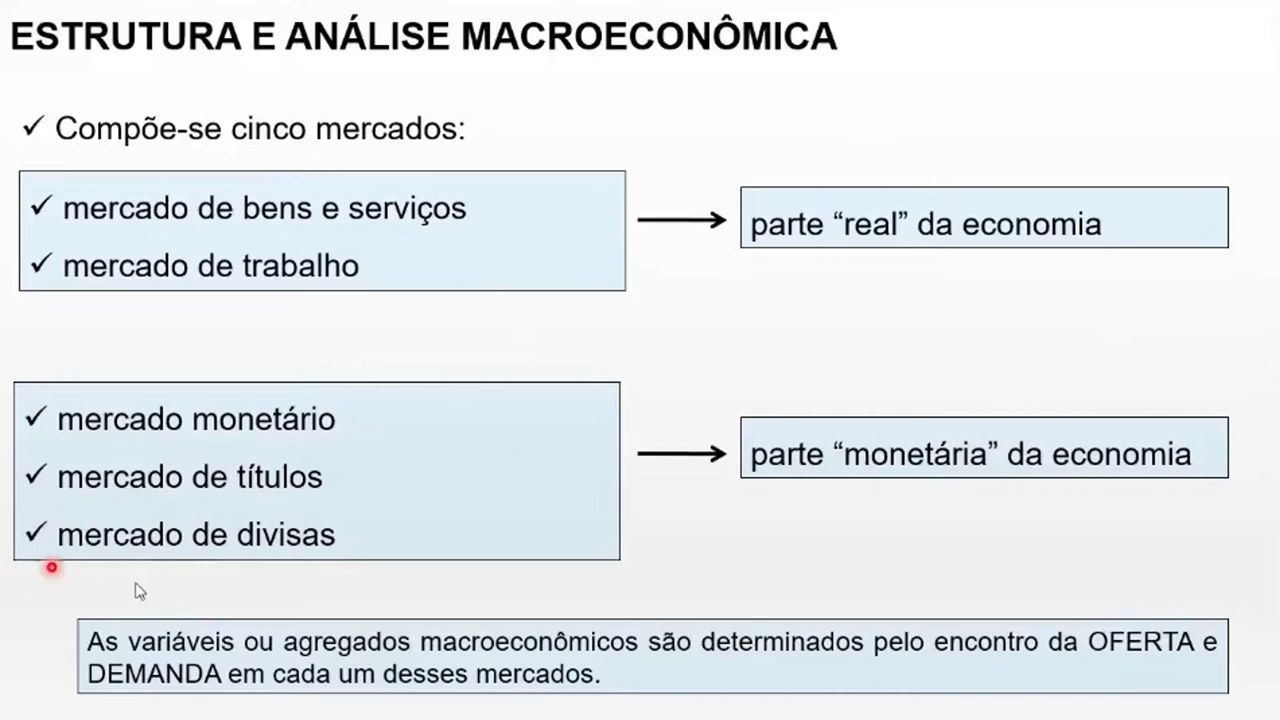 ESTRUTURA E ANÁLISE MACROECONÔMICA
✓ Compõe-se cinco mercados:
✓ mercado de bens e serviços
✓ mercado de trabalho
parte “real” da economia
✓ mercado monetário
✓ mercado de títulos
✓ mercado de divisas
parte “monetária” da economia
As variáveis ou agregados macroeconômicos são determinados pelo encontro da OFERTA e
DEMANDA em cada um desses mercados.